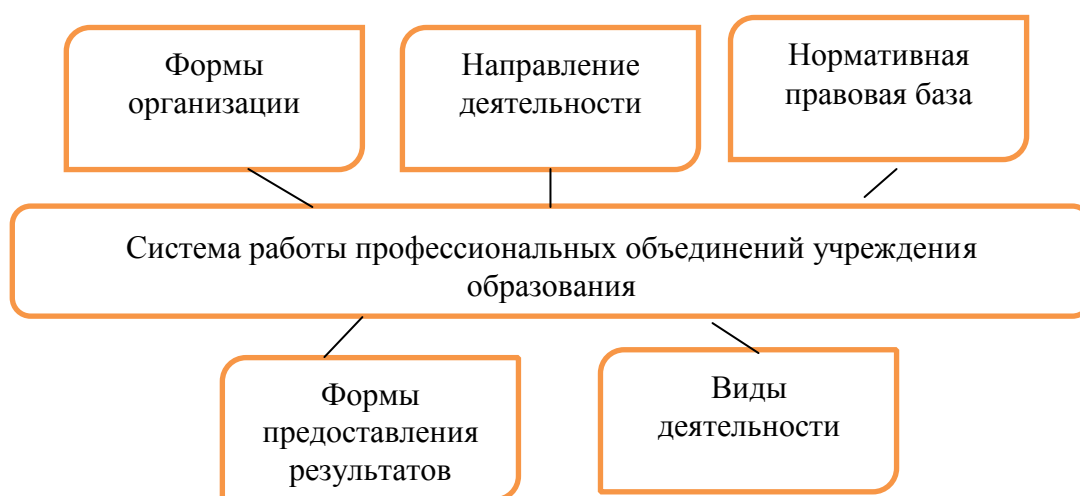 Формы
организации
Направление
деятельности
Нормативная
правовая база
Система работы профессиональных объединений учреждения
образования
Формы
предоставления
результатов
Виды
деятельности